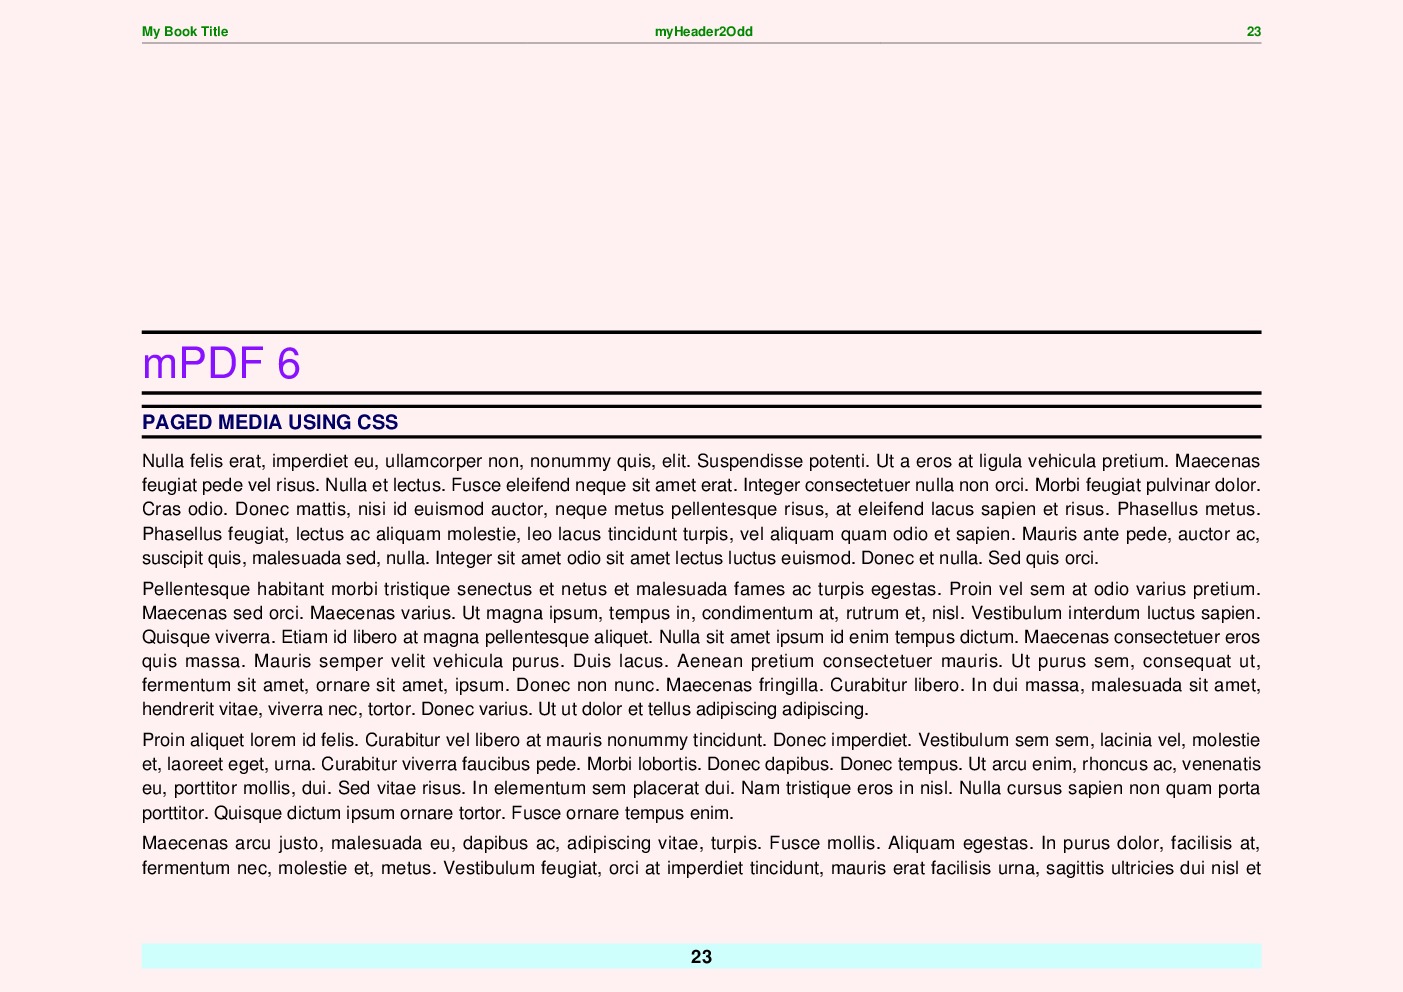 My Book Title myHeader2Odd 23
mPDF 6
PAGED MEDIA USING CSS
Nulla felis erat, imperdiet eu, ullamcorper non, nonummy quis, elit. Suspendisse potenti. Ut a eros at ligula vehicula pretium. Maecenas
feugiat pede vel risus. Nulla et lectus. Fusce eleifend neque sit amet erat. Integer consectetuer nulla non orci. Morbi feugiat pulvinar dolor.
Cras odio. Donec mattis, nisi id euismod auctor, neque metus pellentesque risus, at eleifend lacus sapien et risus. Phasellus metus.
Phasellus feugiat, lectus ac aliquam molestie, leo lacus tincidunt turpis, vel aliquam quam odio et sapien. Mauris ante pede, auctor ac,
suscipit quis, malesuada sed, nulla. Integer sit amet odio sit amet lectus luctus euismod. Donec et nulla. Sed quis orci.
Pellentesque habitant morbi tristique senectus et netus et malesuada fames ac turpis egestas. Proin vel sem at odio varius pretium.
Maecenas sed orci. Maecenas varius. Ut magna ipsum, tempus in, condimentum at, rutrum et, nisl. Vestibulum interdum luctus sapien.
Quisque viverra. Etiam id libero at magna pellentesque aliquet. Nulla sit amet ipsum id enim tempus dictum. Maecenas consectetuer eros
quis massa. Mauris semper velit vehicula purus. Duis lacus. Aenean pretium consectetuer mauris. Ut purus sem, consequat ut,
fermentum sit amet, ornare sit amet, ipsum. Donec non nunc. Maecenas fringilla. Curabitur libero. In dui massa, malesuada sit amet,
hendrerit vitae, viverra nec, tortor. Donec varius. Ut ut dolor et tellus adipiscing adipiscing.
Proin aliquet lorem id felis. Curabitur vel libero at mauris nonummy tincidunt. Donec imperdiet. Vestibulum sem sem, lacinia vel, molestie
et, laoreet eget, urna. Curabitur viverra faucibus pede. Morbi lobortis. Donec dapibus. Donec tempus. Ut arcu enim, rhoncus ac, venenatis
eu, porttitor mollis, dui. Sed vitae risus. In elementum sem placerat dui. Nam tristique eros in nisl. Nulla cursus sapien non quam porta
porttitor. Quisque dictum ipsum ornare tortor. Fusce ornare tempus enim.
Maecenas arcu justo, malesuada eu, dapibus ac, adipiscing vitae, turpis. Fusce mollis. Aliquam egestas. In purus dolor, facilisis at,
fermentum nec, molestie et, metus. Vestibulum feugiat, orci at imperdiet tincidunt, mauris erat facilisis urna, sagittis ultricies dui nisl et
23